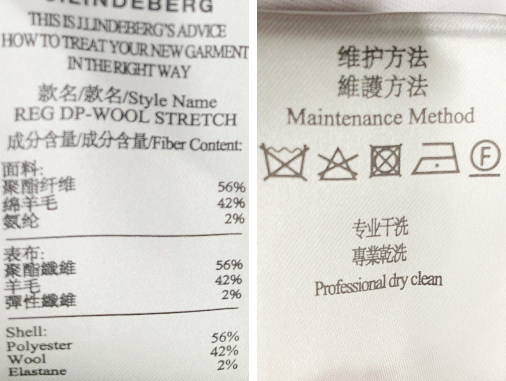 J.LINDEBERG
THIS IS J.LINDEBERG'S ADVICE
HOW TO TREAT YOUR NEW GARMENT
IN THE RIGHT WAY
款名/款名/Style Name
REG DP-WOOL STRETCH
成分含量/成分含量/Fiber Content:
面料:
聚酯纤维 56%
绵羊毛 42%
氨纶 2%
表布:
聚酯纖維 56%
羊毛 42%
彈性纖維 2%
Shell:
Polyester 56%
Wool 42%
Elastane 2%
维护方法
維護方法
Maintenance Method
F
专业干洗
專業乾洗
Professional dry clean